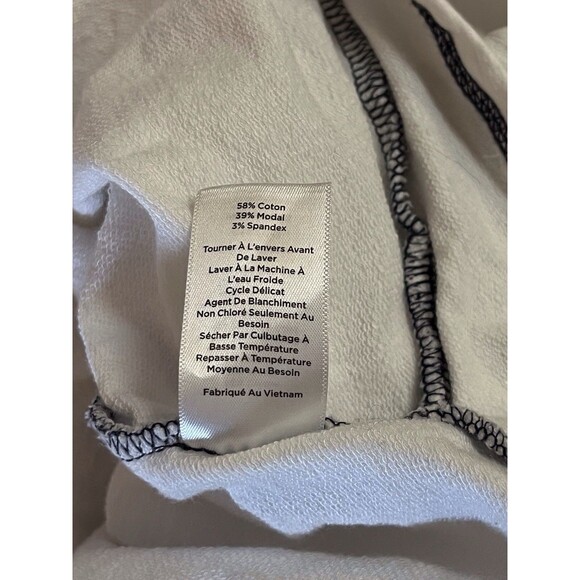 58% Coton
39% Modal
3% Spandex
Tourner À L'envers Avant
De Laver
Laver À La Machine À
L'eau Froide
Cycle Délicat
Agent De Blanchiment
Non Chloré Seulement Au
Besoin
Sécher Par Culbutage À
Basse Température
Repasser À Température
Moyenne Au Besoin
Fabriqué Au Vietnam